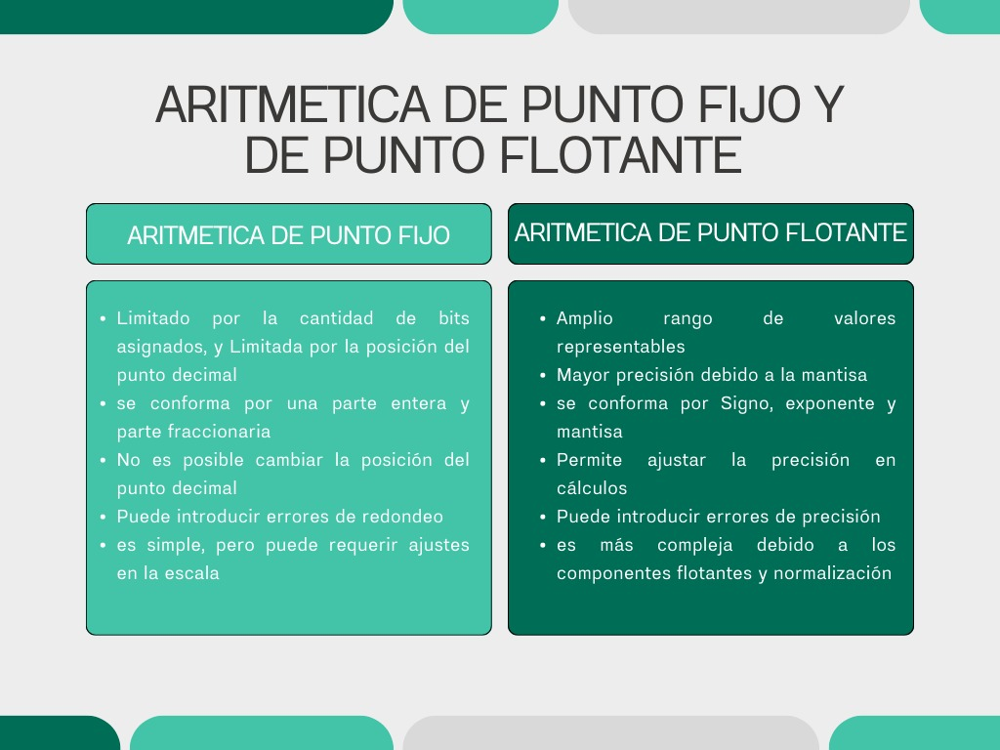 ARITMETICA DE PUNTO FIJO Y
DE PUNTO FLOTANTE
ARITMETICA DE PUNTO FIJO
• Limitado por la cantidad de bits
asignados, y Limitada por la posición del
punto decimal
• se conforma por una parte entera y
parte fraccionaria
• No es posible cambiar la posición del
punto decimal
• Puede introducir errores de redondeo
• es simple, pero puede requerir ajustes
en la escala
ARITMETICA DE PUNTO FLOTANTE
• Amplio rango de valores
representables
• Mayor precisión debido a la mantisa
• se conforma por Signo, exponente y
mantisa
• Permite ajustar la precisión en
cálculos
• Puede introducir errores de precisión
• es más compleja debido a los
componentes flotantes y normalización